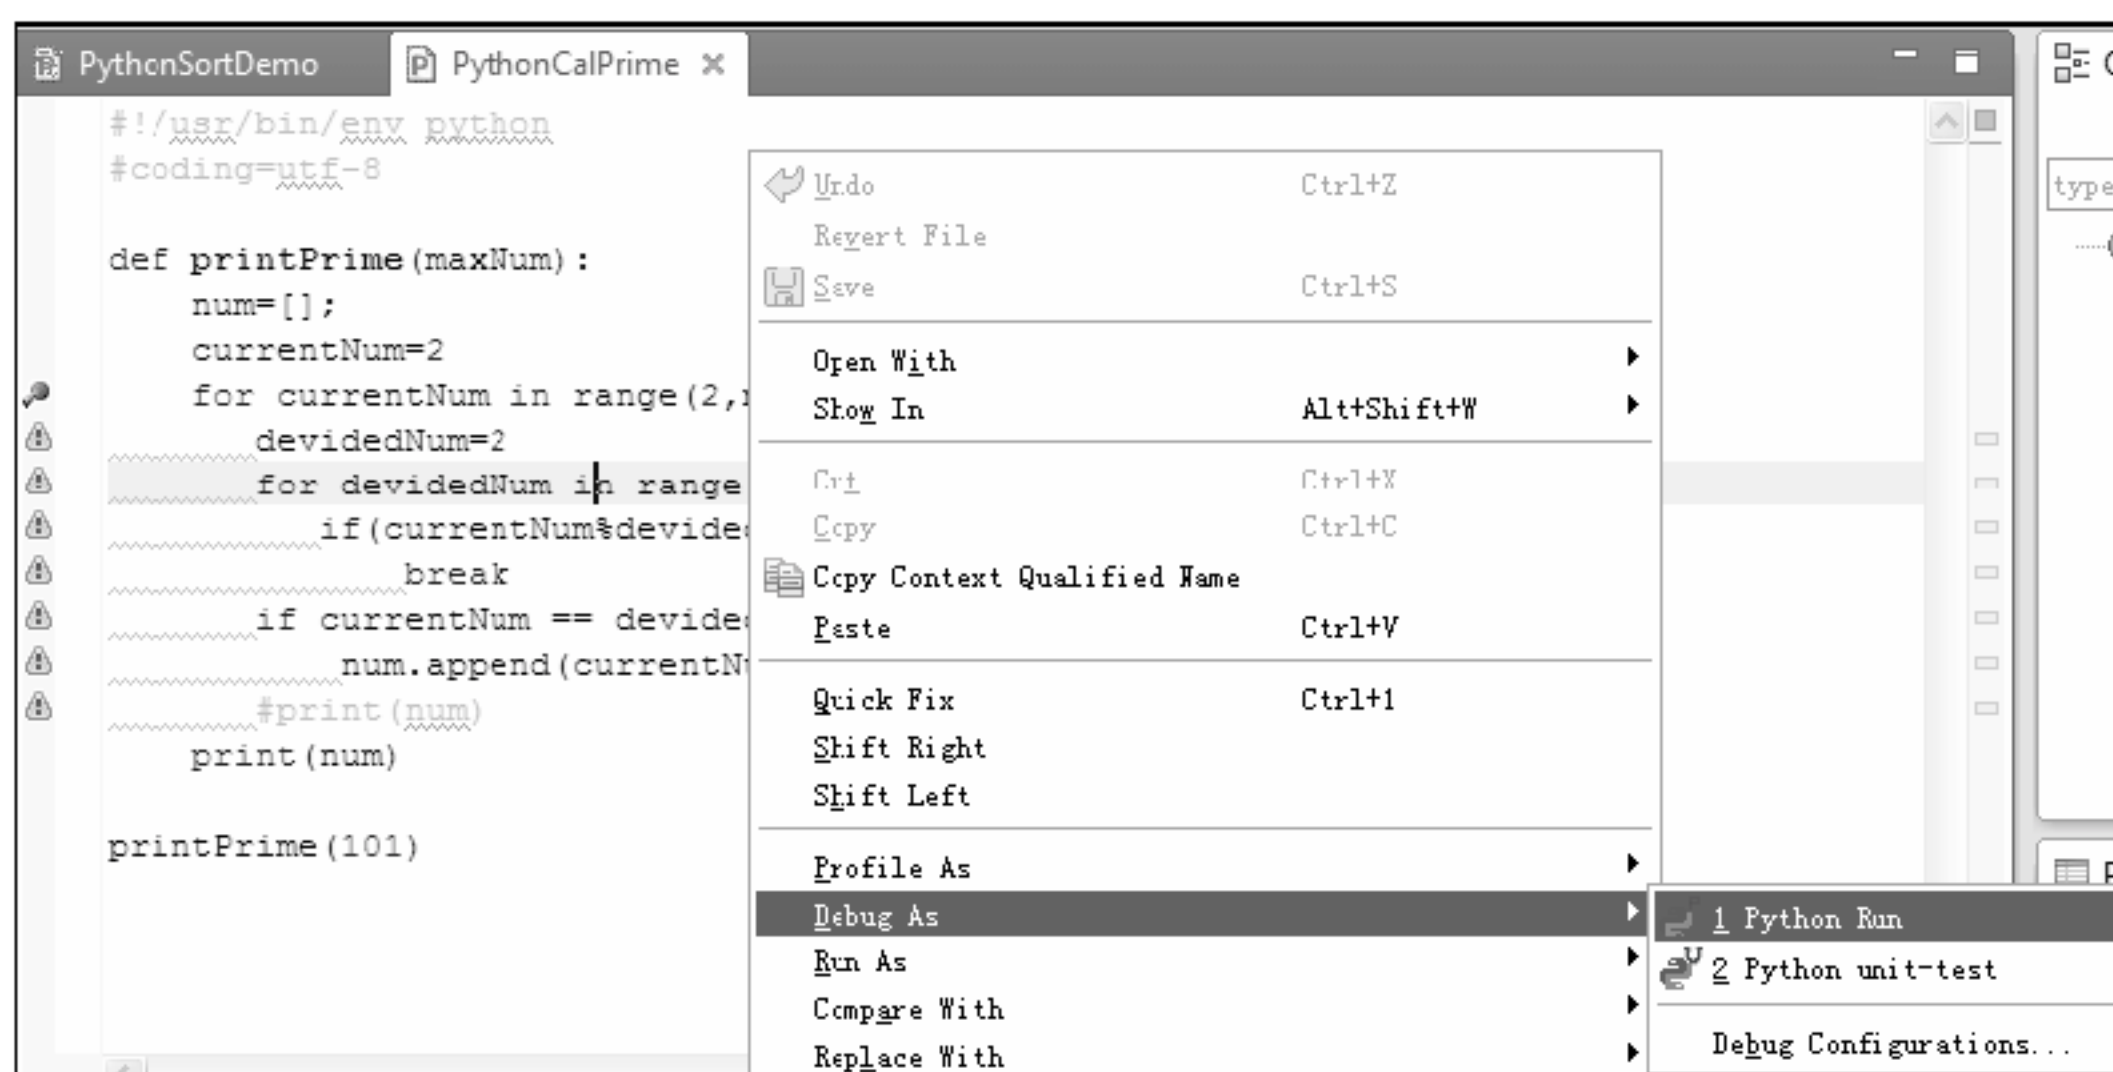 PythonSortDemo
PythonCalPrime
#!/usr/bin/env python
#coding=utf-8
def printPrime(maxNum):
num=[];
currentNum=2
for currentNum in range(2,
devidedNum=2
for devidedNum in range
if(currentNum%devided
break
if currentNum == devided
num.append(currentNu
#print(num)
print(num)
printPrime(101)
Undo Ctrl+Z
Revert File
Save Ctrl+S
Open With
Show In Alt+Shift+W
Cut Ctrl+X
Copy Ctrl+C
Copy Context Qualified Name
Paste Ctrl+V
Quick Fix Ctrl+1
Shift Right
Shift Left
Profile As
Debug As
Run As
Compare With
Replace With
1 Python Run
2 Python unit-test
Debug Configurations...
type